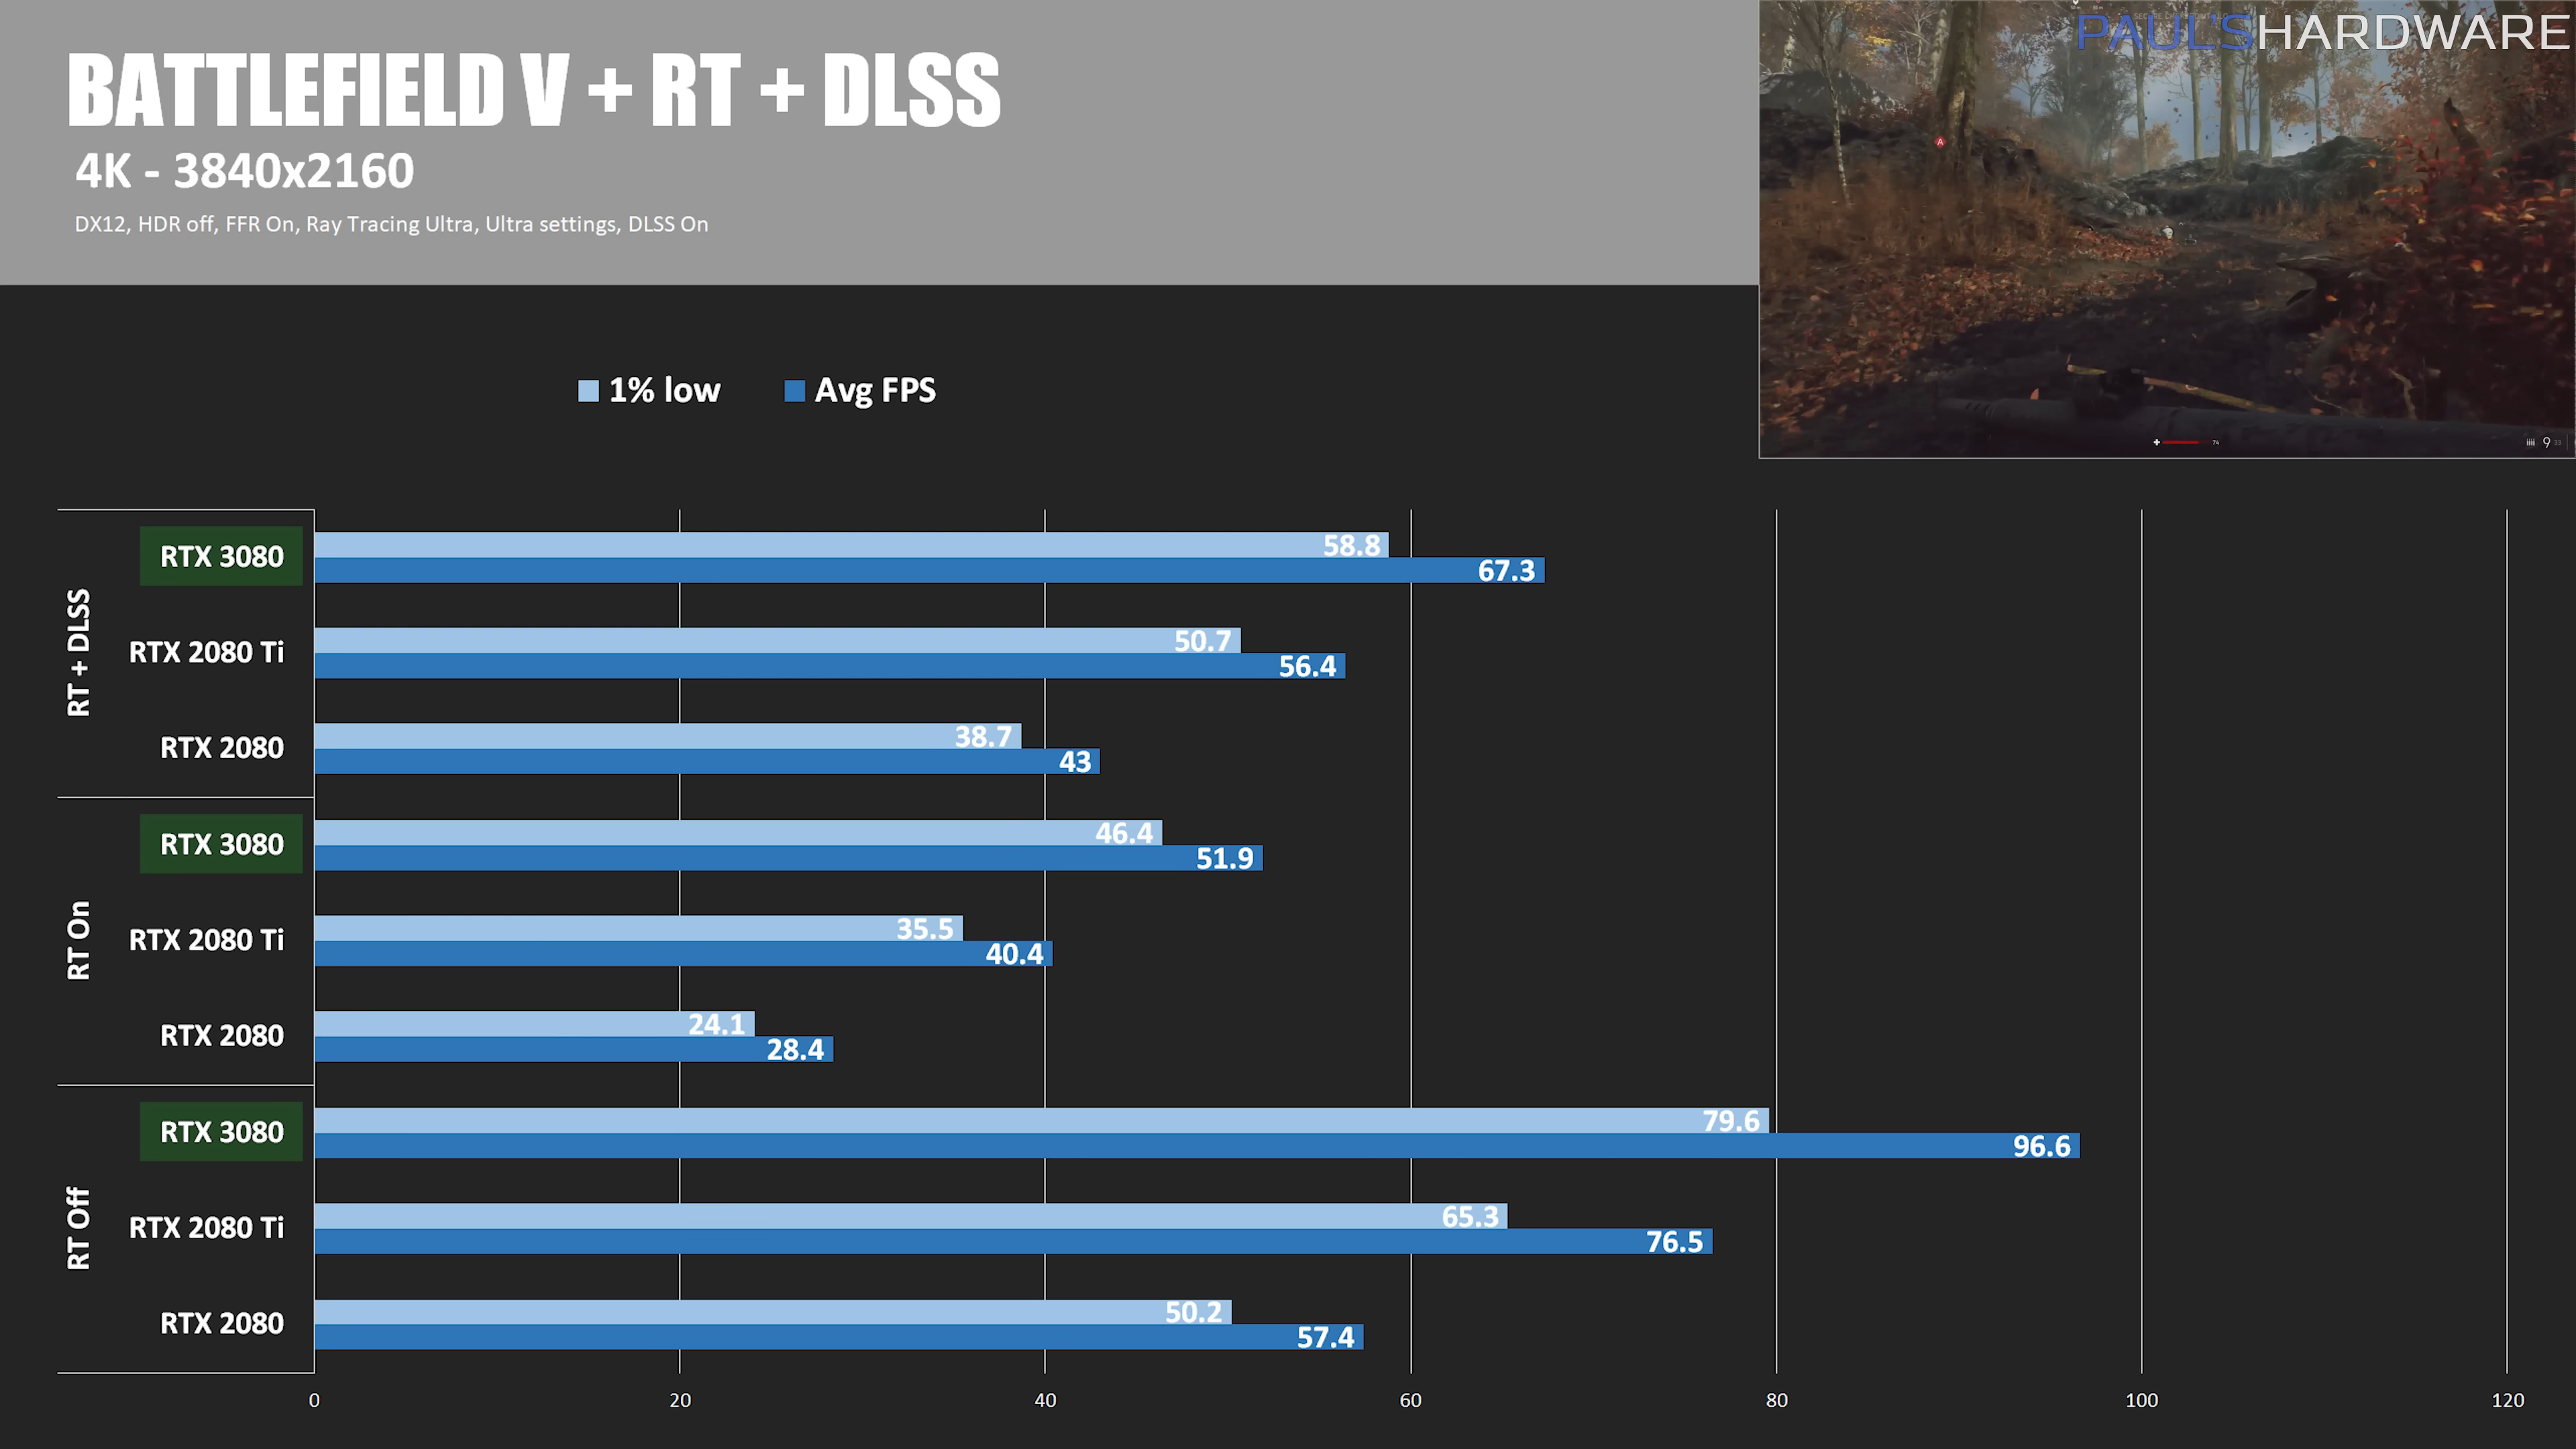 PAUL'SHARDWARE
BATTLEFIELD V + RT + DLSS
4K - 3840x2160
DX12, HDR off, FFR On, Ray Tracing Ultra, Ultra settings, DLSS On
A
74
9 33
1% low Avg FPS
RT + DLSS
RTX 3080 58.8
67.3
RTX 2080 Ti 50.7
56.4
RTX 2080 38.7
43
RT On
RTX 3080 46.4
51.9
RTX 2080 Ti 35.5
40.4
RTX 2080 24.1
28.4
RT Off
RTX 3080 79.6
96.6
RTX 2080 Ti 65.3
76.5
RTX 2080 50.2
57.4
0 20 40 60 80 100 120